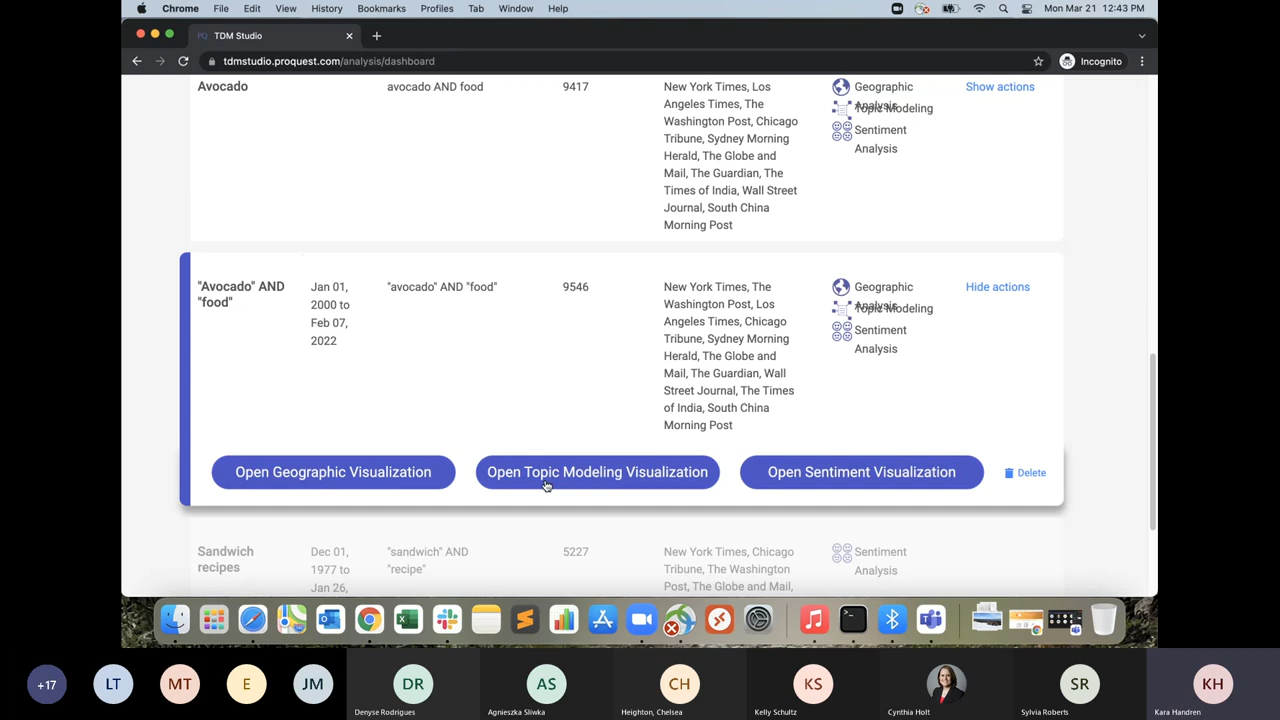 Chrome File Edit View History Bookmarks Profiles Tab Window Help Mon Mar 21 12:43 PM
PQ TDM Studio
tdmstudio.proquest.com/analysis/dashboard Incognito
Avocado
avocado AND food
9417
New York Times, Los
Angeles Times, The
Washington Post, Chicago
Tribune, Sydney Morning
Herald, The Globe and
Mail, The Guardian, The
Times of India, Wall Street
Journal, South China
Morning Post
Geographic
Analysis
Topic Modeling
Sentiment
Analysis
Show actions
"Avocado" AND
"food"
Jan 01,
2000 to
Feb 07,
2022
"avocado" AND "food"
9546
New York Times, The
Washington Post, Los
Angeles Times, Chicago
Tribune, Sydney Morning
Herald, The Globe and
Mail, The Guardian, Wall
Street Journal, The Times
of India, South China
Morning Post
Geographic
Analysis
Topic Modeling
Sentiment
Analysis
Hide actions
Open Geographic Visualization
Open Topic Modeling Visualization
Open Sentiment Visualization
Delete
Sandwich
recipes
Dec 01,
1977 to
Jan 26,
"sandwich" AND
"recipe"
5227
New York Times, Chicago
Tribune, The Washington
Post, The Globe and Mail,
Sentiment
Analysis
+17 LT MT E JM DR AS CH KS SR KH
Denyse Rodrigues Agnieszka Sliwka Heighton, Chelsea Kelly Schultz Cynthia Holt Sylvia Roberts Kara Handren